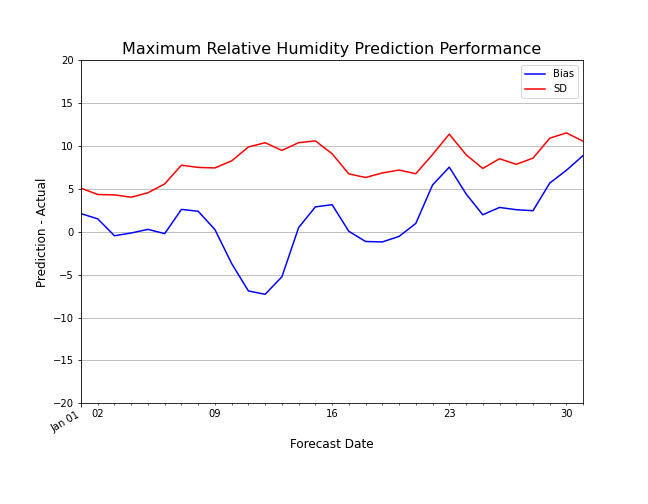 Maximum Relative Humidity Prediction Performance
Bias
SD
Prediction - Actual
20
15
10
5
0
−5
−10
−15
−20
Jan 01
02
09
16
23
30
Forecast Date